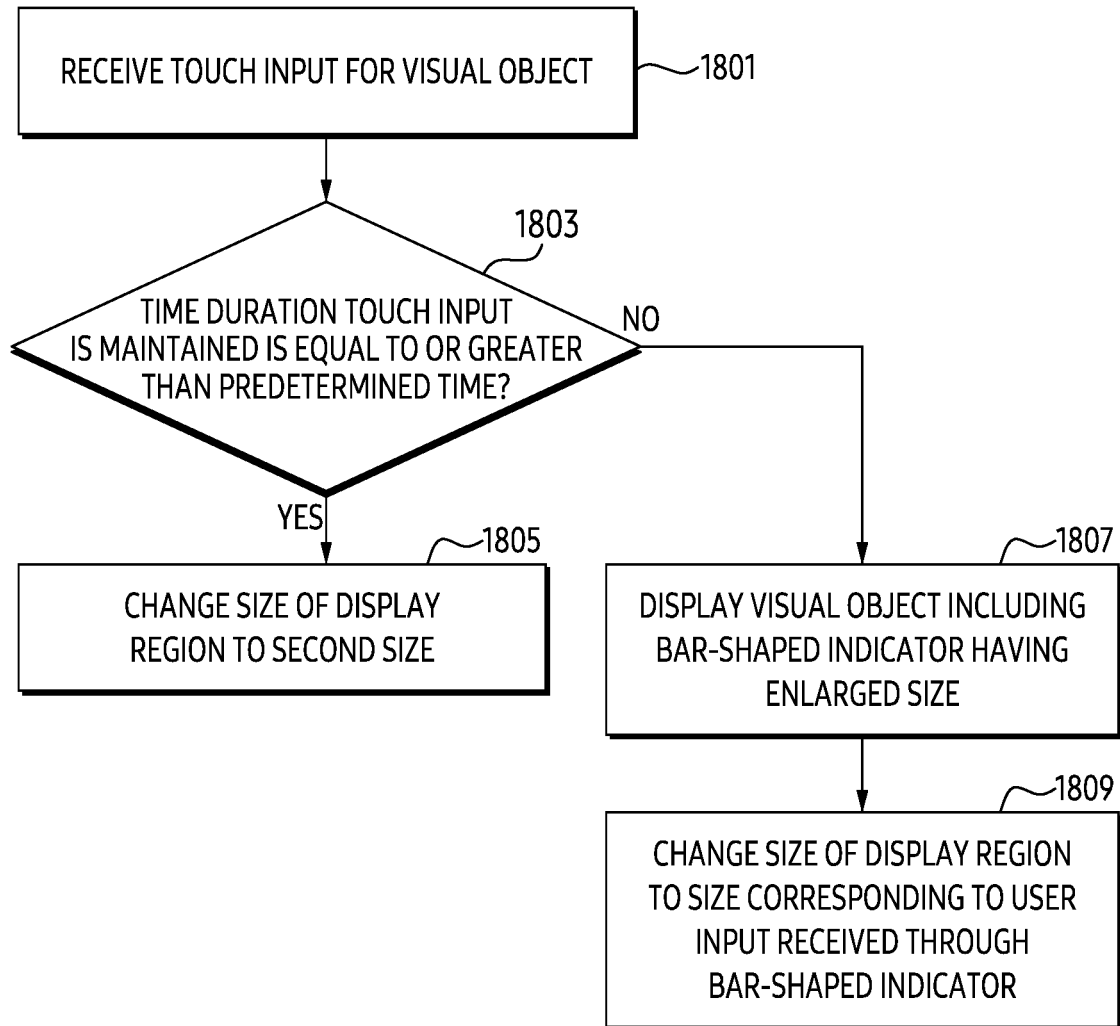 RECEIVE TOUCH INPUT FOR VISUAL OBJECT
1801
1803
TIME DURATION TOUCH INPUT
IS MAINTAINED IS EQUAL TO OR GREATER
THAN PREDETERMINED TIME?
NO
YES
1805
CHANGE SIZE OF DISPLAY
REGION TO SECOND SIZE
1807
DISPLAY VISUAL OBJECT INCLUDING
BAR-SHAPED INDICATOR HAVING
ENLARGED SIZE
1809
CHANGE SIZE OF DISPLAY REGION
TO SIZE CORRESPONDING TO USER
INPUT RECEIVED THROUGH
BAR-SHAPED INDICATOR